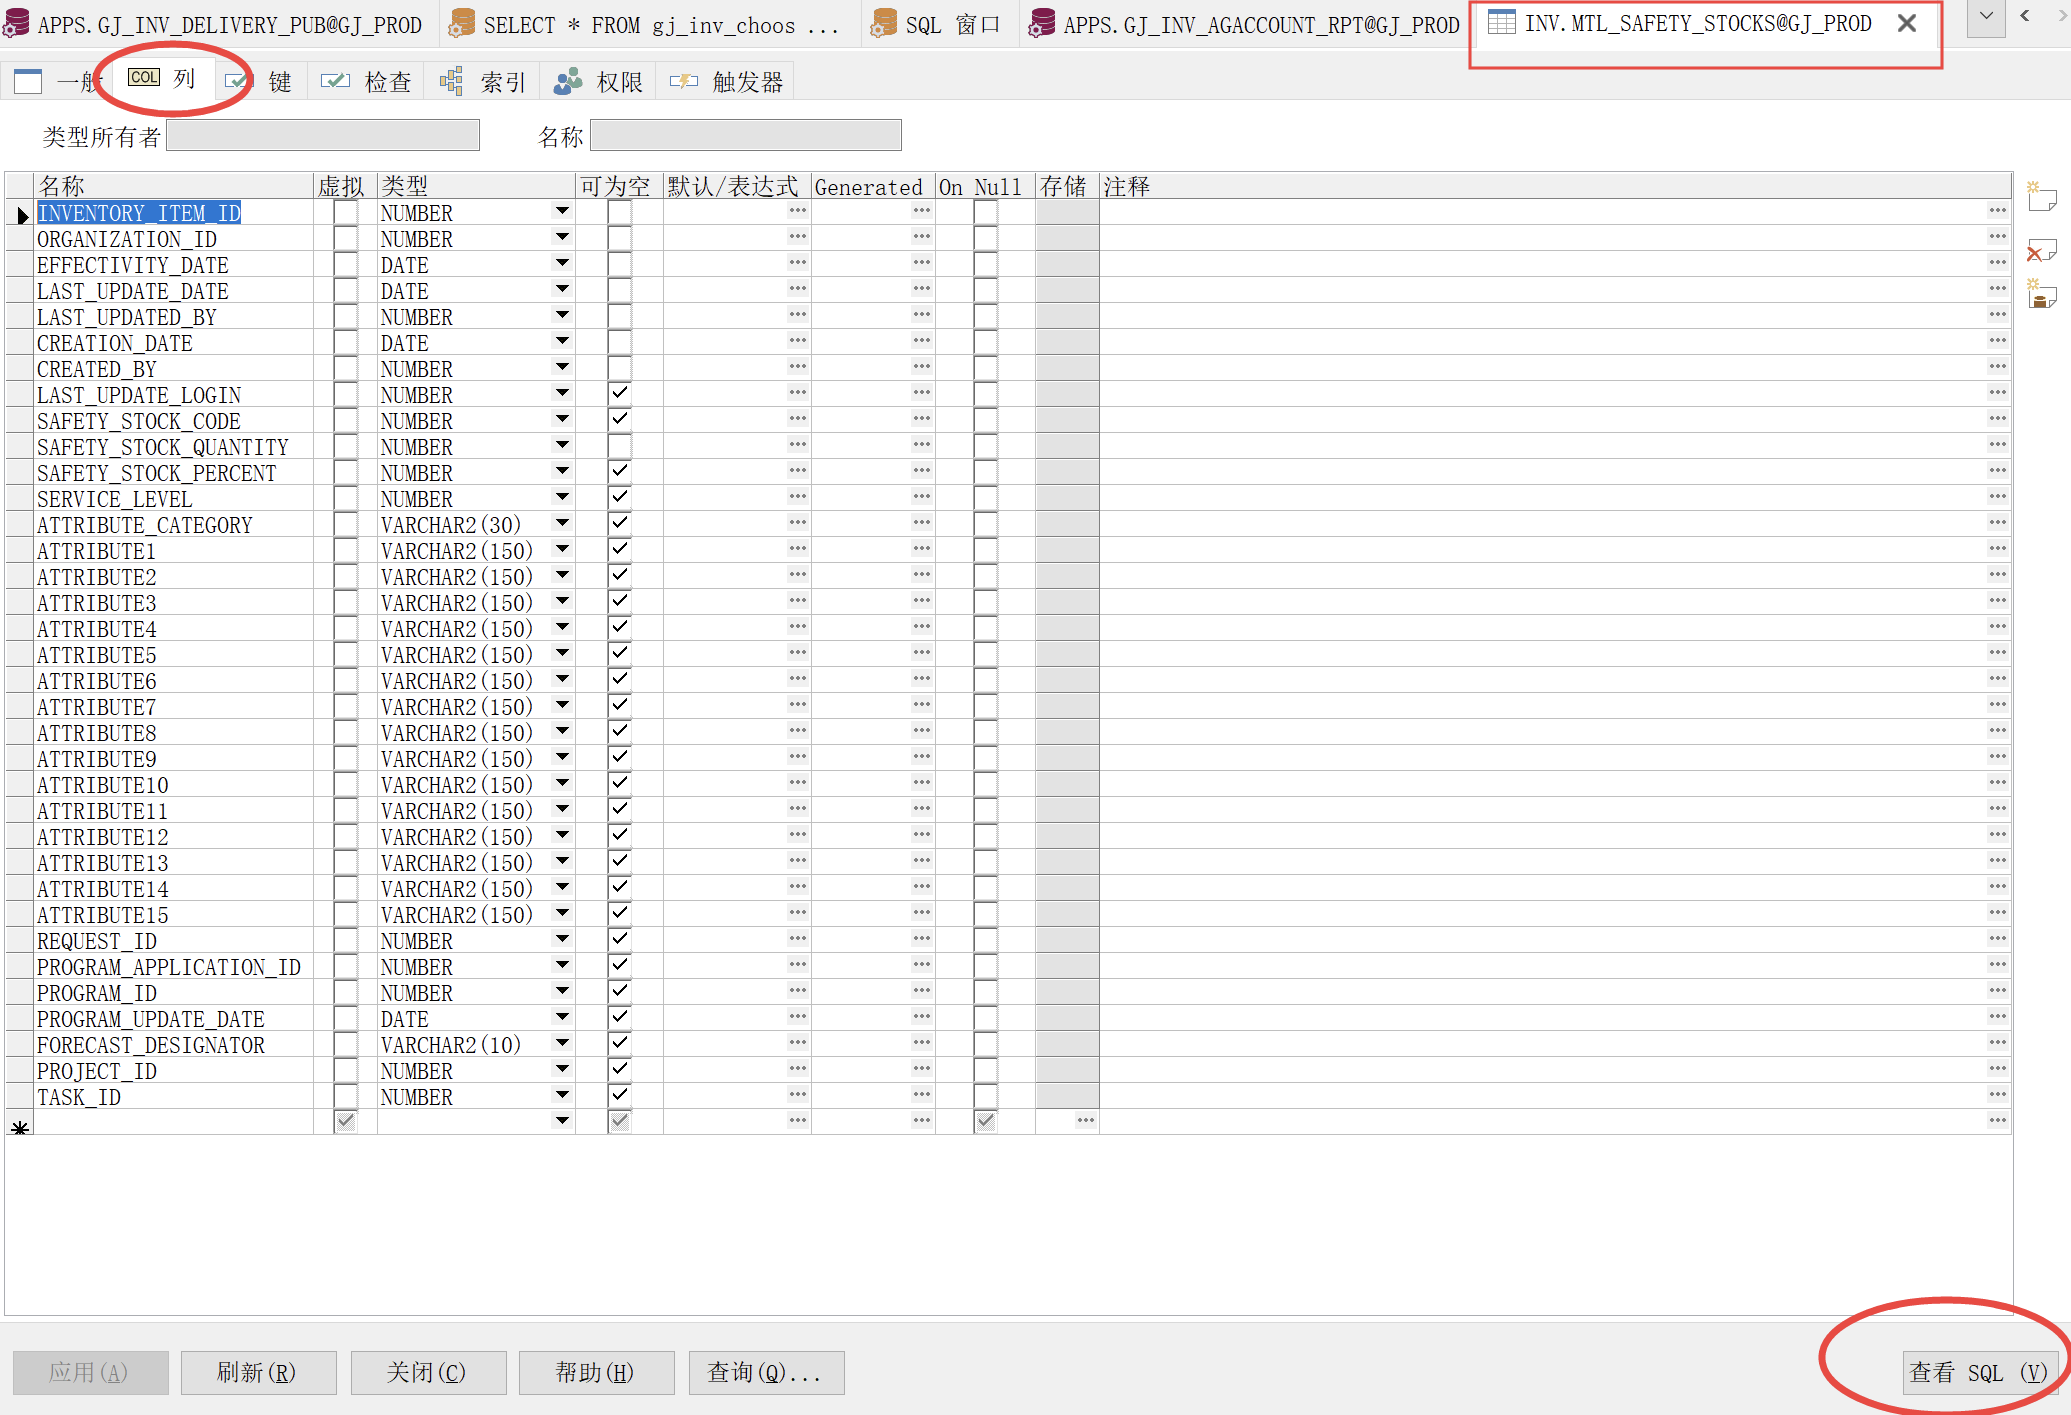 APPS.GJ_INV_DELIVERY_PUB@GJ_PROD SELECT * FROM gj_inv_choos ... SQL 窗口 APPS.GJ_INV_AGACCOUNT_RPT@GJ_PROD INV.MTL_SAFETY_STOCKS@GJ_PROD
一般 COL 列 键 检查 索引 权限 触发器
类型所有者 名称
名称 虚拟 类型 可为空 默认/表达式 Generated On Null 存储 注释
INVENTORY_ITEM_ID NUMBER
ORGANIZATION_ID NUMBER
EFFECTIVITY_DATE DATE
LAST_UPDATE_DATE DATE
LAST_UPDATED_BY NUMBER
CREATION_DATE DATE
CREATED_BY NUMBER
LAST_UPDATE_LOGIN NUMBER
SAFETY_STOCK_CODE NUMBER
SAFETY_STOCK_QUANTITY NUMBER
SAFETY_STOCK_PERCENT NUMBER
SERVICE_LEVEL NUMBER
ATTRIBUTE_CATEGORY VARCHAR2(30)
ATTRIBUTE1 VARCHAR2(150)
ATTRIBUTE2 VARCHAR2(150)
ATTRIBUTE3 VARCHAR2(150)
ATTRIBUTE4 VARCHAR2(150)
ATTRIBUTE5 VARCHAR2(150)
ATTRIBUTE6 VARCHAR2(150)
ATTRIBUTE7 VARCHAR2(150)
ATTRIBUTE8 VARCHAR2(150)
ATTRIBUTE9 VARCHAR2(150)
ATTRIBUTE10 VARCHAR2(150)
ATTRIBUTE11 VARCHAR2(150)
ATTRIBUTE12 VARCHAR2(150)
ATTRIBUTE13 VARCHAR2(150)
ATTRIBUTE14 VARCHAR2(150)
ATTRIBUTE15 VARCHAR2(150)
REQUEST_ID NUMBER
PROGRAM_APPLICATION_ID NUMBER
PROGRAM_ID NUMBER
PROGRAM_UPDATE_DATE DATE
FORECAST_DESIGNATOR VARCHAR2(10)
PROJECT_ID NUMBER
TASK_ID NUMBER
应用(A) 刷新(R) 关闭(C) 帮助(H) 查询(Q)... 查看 SQL (V)